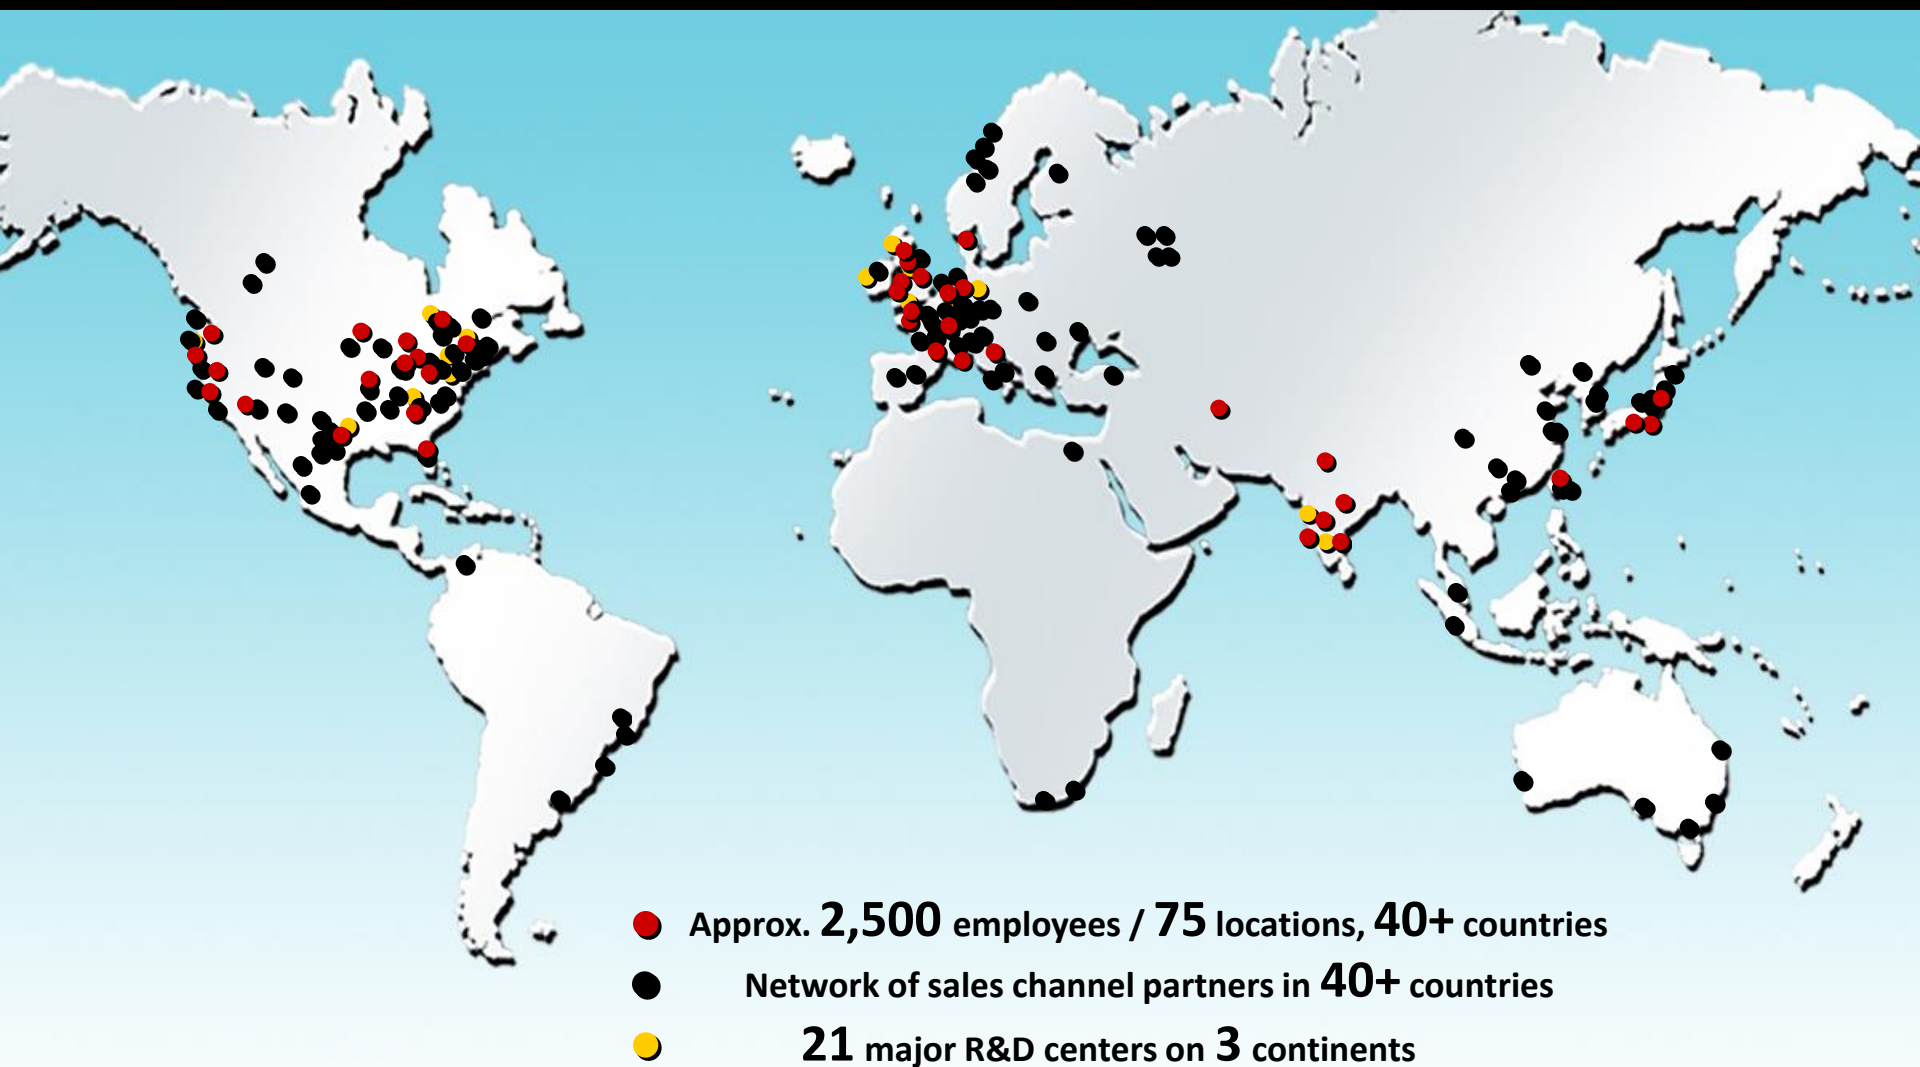 Approx. 2,500 employees / 75 locations, 40+ countries
Network of sales channel partners in 40+ countries
21 major R&D centers on 3 continents